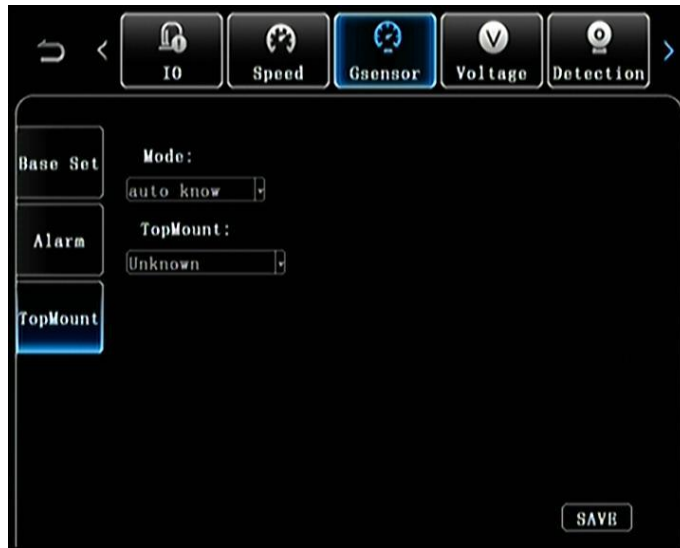 IO Speed Gsensor Voltage Detection
Base Set
Mode:
auto know
Alarm
TopMount:
Unknown
TopMount
SAVE